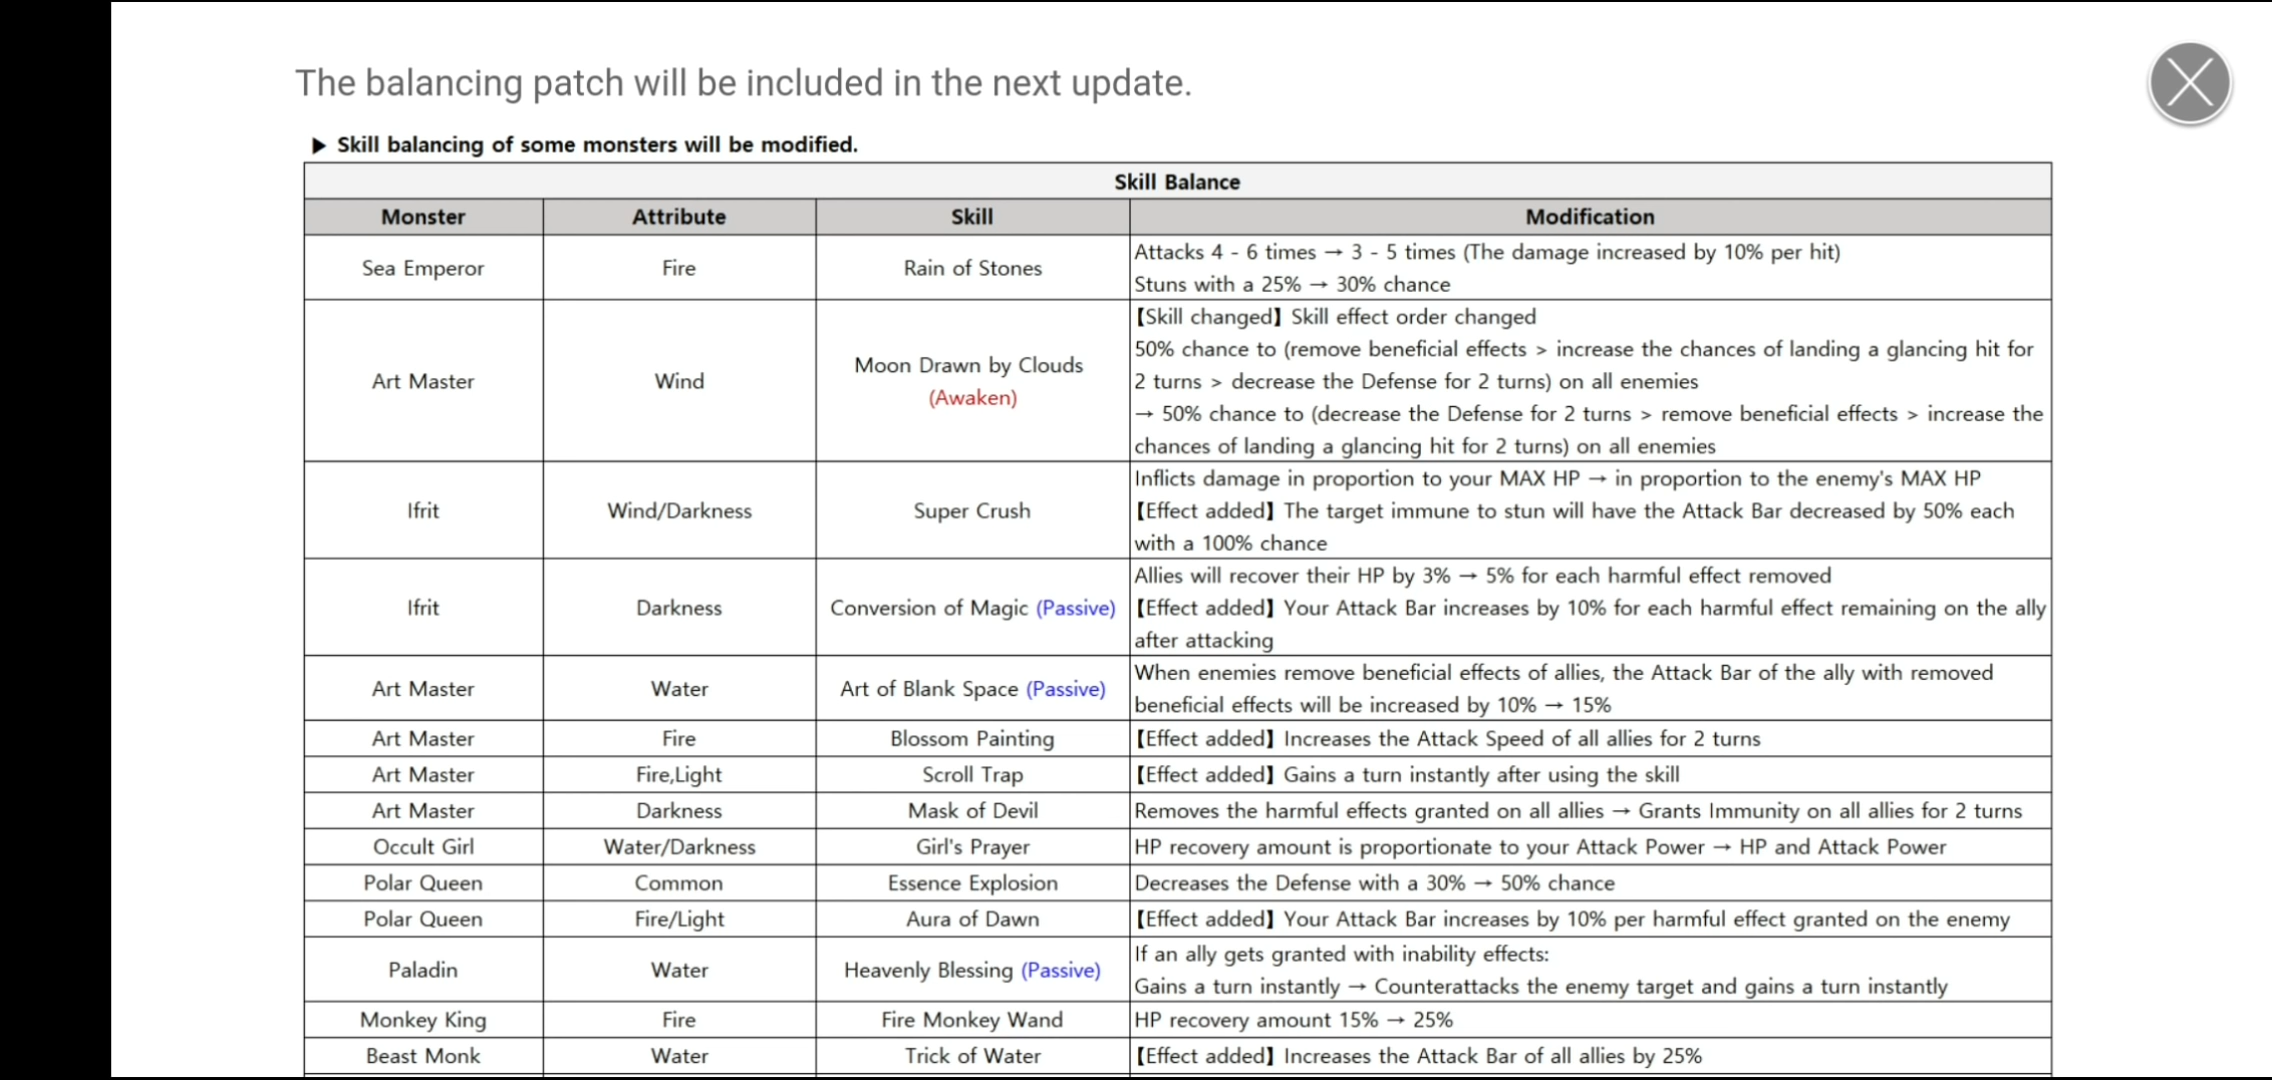 The balancing patch will be included in the next update.
▶ Skill balancing of some monsters will be modified.
Skill Balance
Monster Attribute Skill Modification
Sea Emperor Fire Rain of Stones Attacks 4 - 6 times → 3 - 5 times (The damage increased by 10% per hit)
Stuns with a 25% → 30% chance
Art Master Wind Moon Drawn by Clouds
(Awaken)
【Skill changed】 Skill effect order changed
50% chance to (remove beneficial effects > increase the chances of landing a glancing hit for
2 turns > decrease the Defense for 2 turns) on all enemies
→ 50% chance to (decrease the Defense for 2 turns > remove beneficial effects > increase the
chances of landing a glancing hit for 2 turns) on all enemies
Ifrit Wind/Darkness Super Crush Inflicts damage in proportion to your MAX HP → in proportion to the enemy's MAX HP
【Effect added】 The target immune to stun will have the Attack Bar decreased by 50% each
with a 100% chance
Ifrit Darkness Conversion of Magic (Passive) Allies will recover their HP by 3% → 5% for each harmful effect removed
【Effect added】 Your Attack Bar increases by 10% for each harmful effect remaining on the ally
after attacking
Art Master Water Art of Blank Space (Passive) When enemies remove beneficial effects of allies, the Attack Bar of the ally with removed
beneficial effects will be increased by 10% → 15%
Art Master Fire Blossom Painting 【Effect added】 Increases the Attack Speed of all allies for 2 turns
Art Master Fire,Light Scroll Trap 【Effect added】 Gains a turn instantly after using the skill
Art Master Darkness Mask of Devil Removes the harmful effects granted on all allies → Grants Immunity on all allies for 2 turns
Occult Girl Water/Darkness Girl's Prayer HP recovery amount is proportionate to your Attack Power → HP and Attack Power
Polar Queen Common Essence Explosion Decreases the Defense with a 30% → 50% chance
Polar Queen Fire/Light Aura of Dawn 【Effect added】 Your Attack Bar increases by 10% per harmful effect granted on the enemy
Paladin Water Heavenly Blessing (Passive) If an ally gets granted with inability effects:
Gains a turn instantly → Counterattacks the enemy target and gains a turn instantly
Monkey King Fire Fire Monkey Wand HP recovery amount 15% → 25%
Beast Monk Water Trick of Water 【Effect added】 Increases the Attack Bar of all allies by 25%